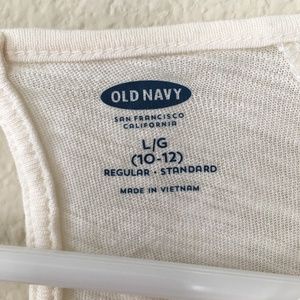 OLD NAVY
SAN FRANCISCO
CALIFORNIA
L/G
(10-12)
REGULAR • STANDARD
MADE IN VIETNAM